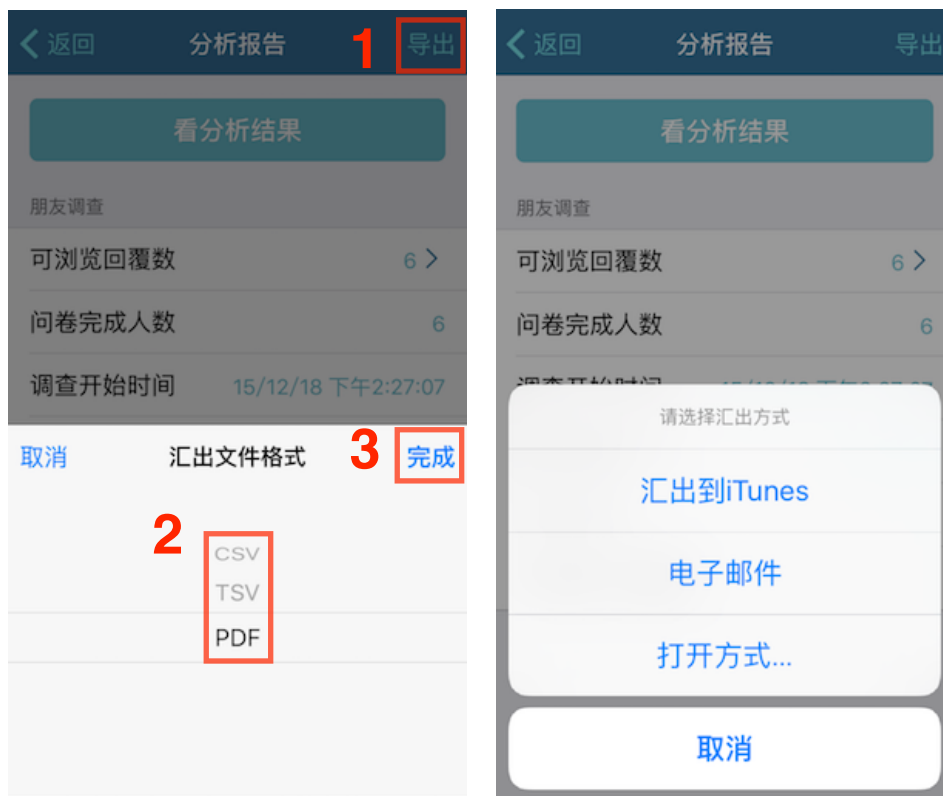 返回 分析报告 1 导出
看分析结果
朋友调查
可浏览回覆数 6
问卷完成人数 6
调查开始时间 15/12/18 下午2:27:07
取消 汇出文件格式 3 完成
2
CSV
TSV
PDF
返回 分析报告 导出
看分析结果
朋友调查
可浏览回覆数 6
问卷完成人数 6
请选择汇出方式
汇出到iTunes
电子邮件
打开方式...
取消